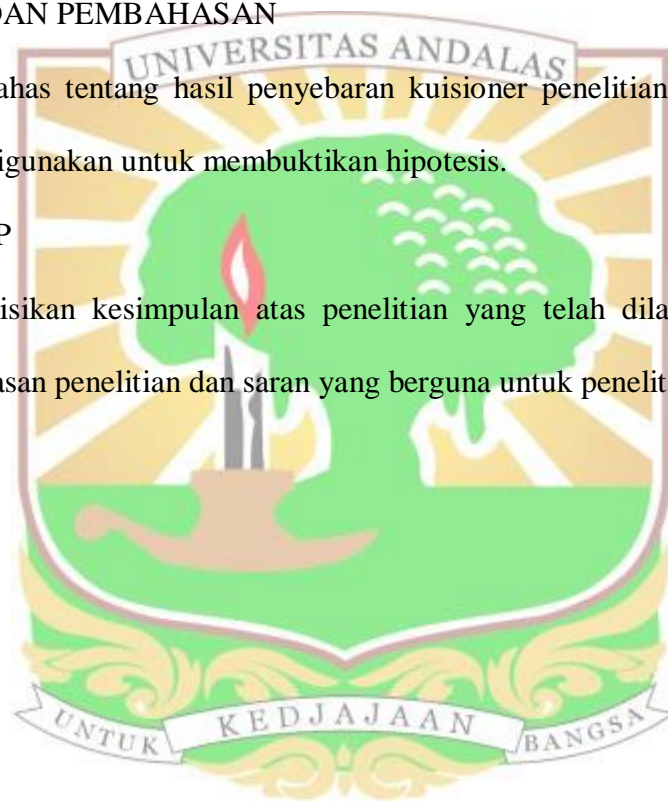 DAN PEMBAHASAN
UNIVERSITAS ANDALAS
ahas tentang hasil penyebaran kuisioner penelitian
igunakan untuk membuktikan hipotesis.
P
isikan kesimpulan atas penelitian yang telah dila
asan penelitian dan saran yang berguna untuk penelit
UNTUK KEDJAJAAN BANGSA